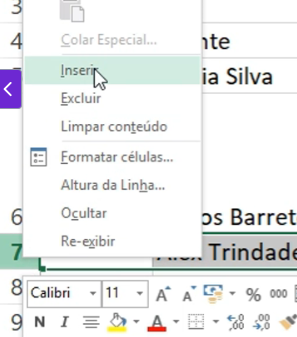 3
Colar Especial...
4
nte
Inserir
ia Silva
Excluir
Limpar conteúdo
Formatar células...
Altura da Linha...
6
Ocultar
os Barret
7
Re-exibir
Alex Trindade
8
Calibri
11
A
A
%
000
9
N
I
A